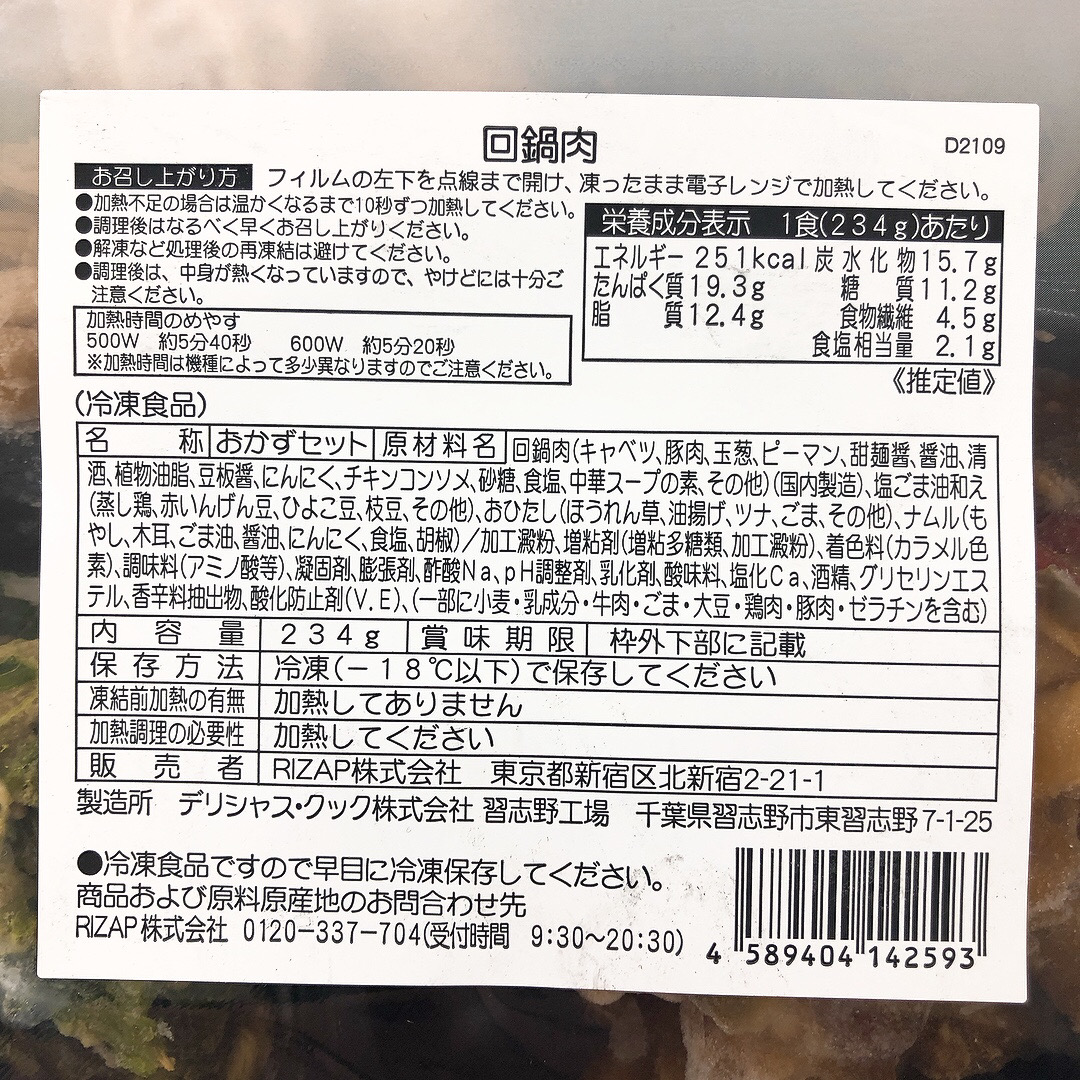 回鍋肉
D2109
お召し上がり方 フィルムの左下を点線まで開け、凍ったまま電子レンジで加熱してください。
●加熱不足の場合は温かくなるまで10秒ずつ加熱してください。
●調理後はなるべく早くお召し上がりください。
●解凍など処理後の再凍結は避けてください。
●調理後は、中身が熱くなっていますので、やけどには十分ご
注意ください。
加熱時間のめやす
500W 約5分40秒 600W 約5分20秒
※加熱時間は機種によって多少異なりますのでご注意ください。
栄養成分表示 1食(234g)あたり
エネルギー 251kcal 炭水化物 15.7g
たんぱく質 19.3g 糖質 11.2g
脂質 12.4g 食物繊維 4.5g
食塩相当量 2.1g
《推定値》
(冷凍食品)
名称 おかずセット 原材料名 回鍋肉(キャベツ、豚肉、玉葱、ピーマン、甜麺醤、醤油、清
酒、植物油脂、豆板醤、にんにく、チキンコンソメ、砂糖、食塩、中華スープの素、その他)(国内製造)、塩ごま油和え
(蒸し鶏、赤いんげん豆、ひよこ豆、枝豆、その他)、おひたし(ほうれん草、油揚げ、ツナ、ごま、その他)、ナムル(も
やし、木耳、ごま油、醤油、にんにく、食塩、胡椒)/加工澱粉、増粘剤(増粘多糖類、加工澱粉)、着色料(カラメル色
素)、調味料(アミノ酸等)、凝固剤、膨張剤、酢酸Na、pH調整剤、乳化剤、酸味料、塩化Ca、酒精、グリセリンエス
テル、香辛料抽出物、酸化防止剤(V.E)、(一部に小麦・乳成分・牛肉・ごま・大豆・鶏肉・豚肉・ゼラチンを含む)
内容量 234g 賞味期限 枠外下部に記載
保存方法 冷凍(-18℃以下)で保存してください
凍結前加熱の有無 加熱してありません
加熱調理の必要性 加熱してください
販売者 RIZAP株式会社 東京都新宿区北新宿2-21-1
製造所 デリシャス・クック株式会社 習志野工場 千葉県習志野市東習志野7-1-25
●冷凍食品ですので早目に冷凍保存してください。
商品および原料原産地のお問合わせ先
RIZAP株式会社 0120-337-704(受付時間 9:30~20:30)
4 589404 142593